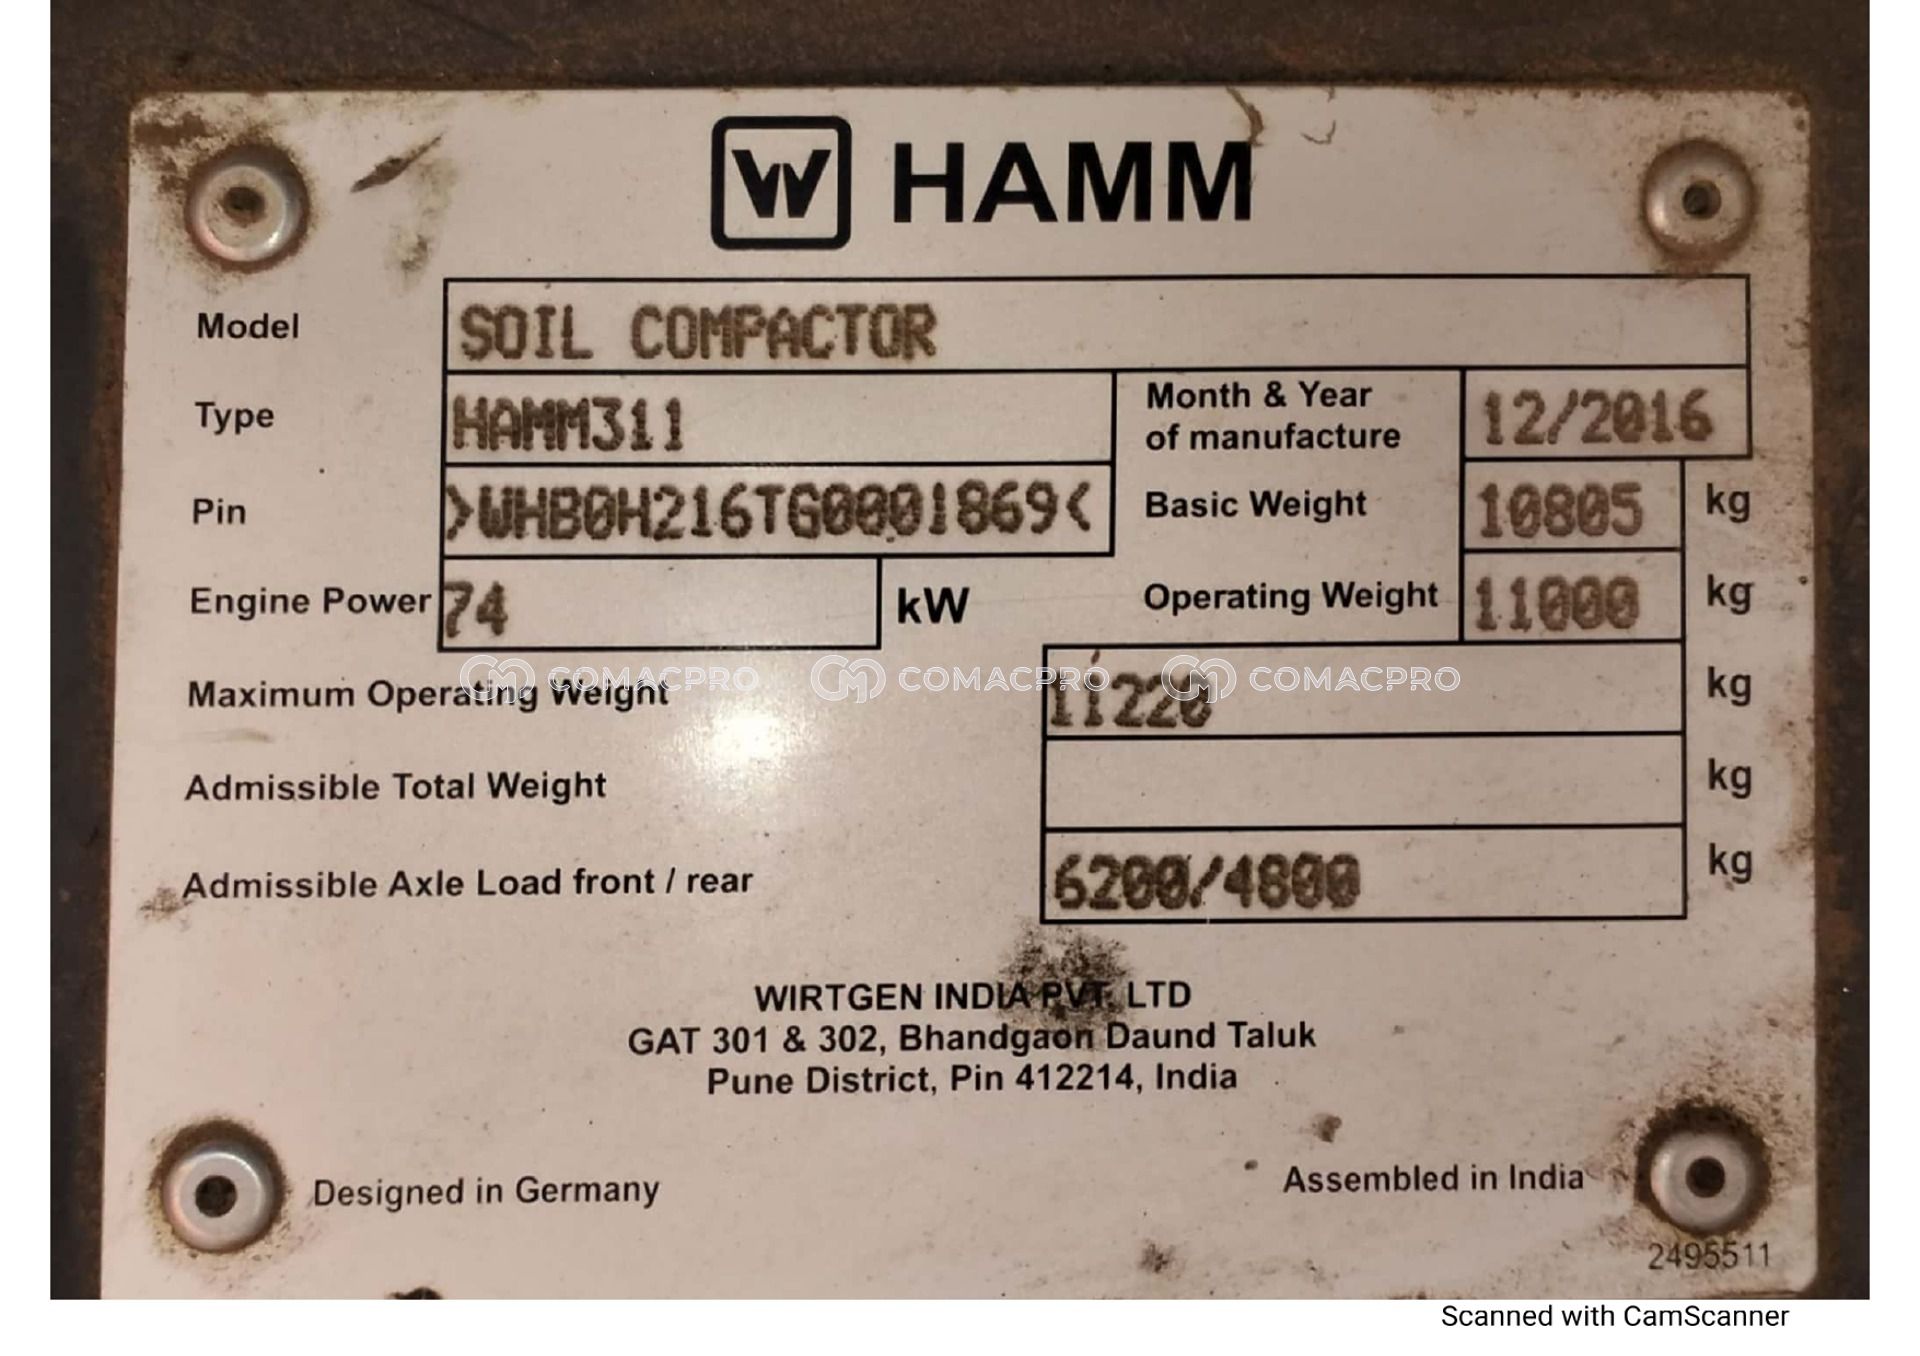 W HAMM
Model SOIL COMPACTOR
Type HAMM311 Month & Year of manufacture 12/2016
Pin >WHB0H216TG0001869< Basic Weight 10805 kg
Engine Power 74 kW Operating Weight 11000 kg
Maximum Operating Weight 11220 kg
COMACPRO COMACPRO COMACPRO
Admissible Total Weight kg
Admissible Axle Load front / rear 6200/4800 kg
WIRTGEN INDIA PVT. LTD
GAT 301 & 302, Bhandgaon Daund Taluk
Pune District, Pin 412214, India
Designed in Germany Assembled in India
2495511
Scanned with CamScanner